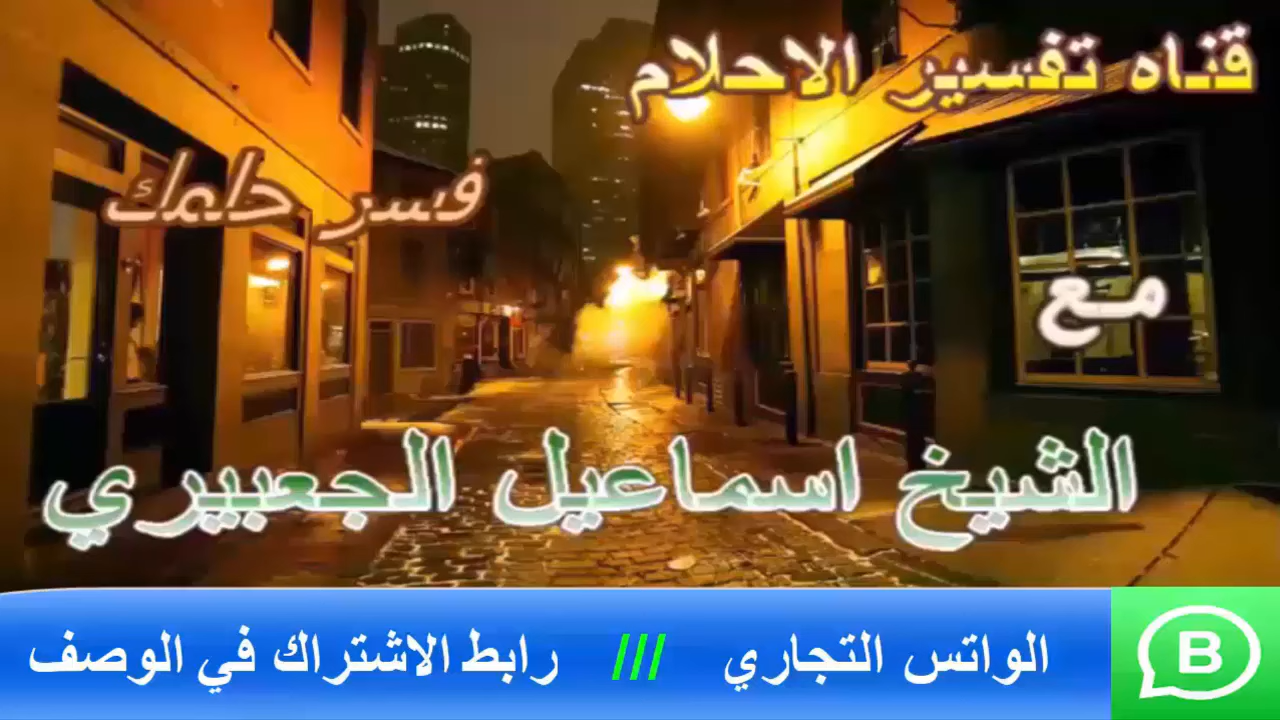 قناه تفسير الاحلام
فسر حلمك
مع
الشيخ اسماعيل الجعبيري
الواتس التجاري /// رابط الاشتراك في الوصف
B